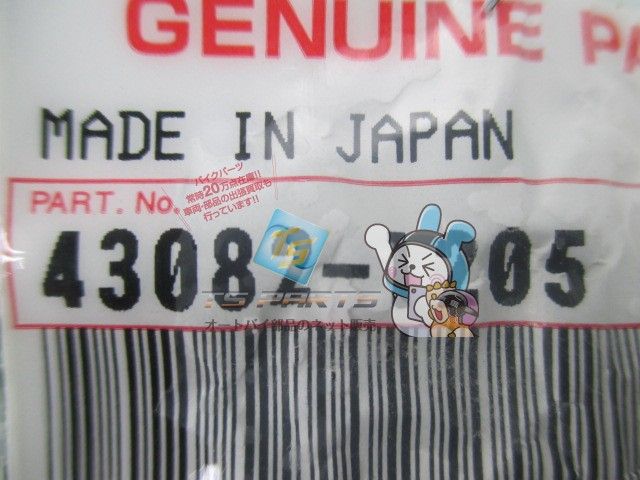 GENUINE PA
MADE IN JAPAN
バイクパーツ
常時20万点在庫!!
車両・部品の出張買取も
行っています!!
PART. No.
TS PARTS
オートバイ部品のネット販売